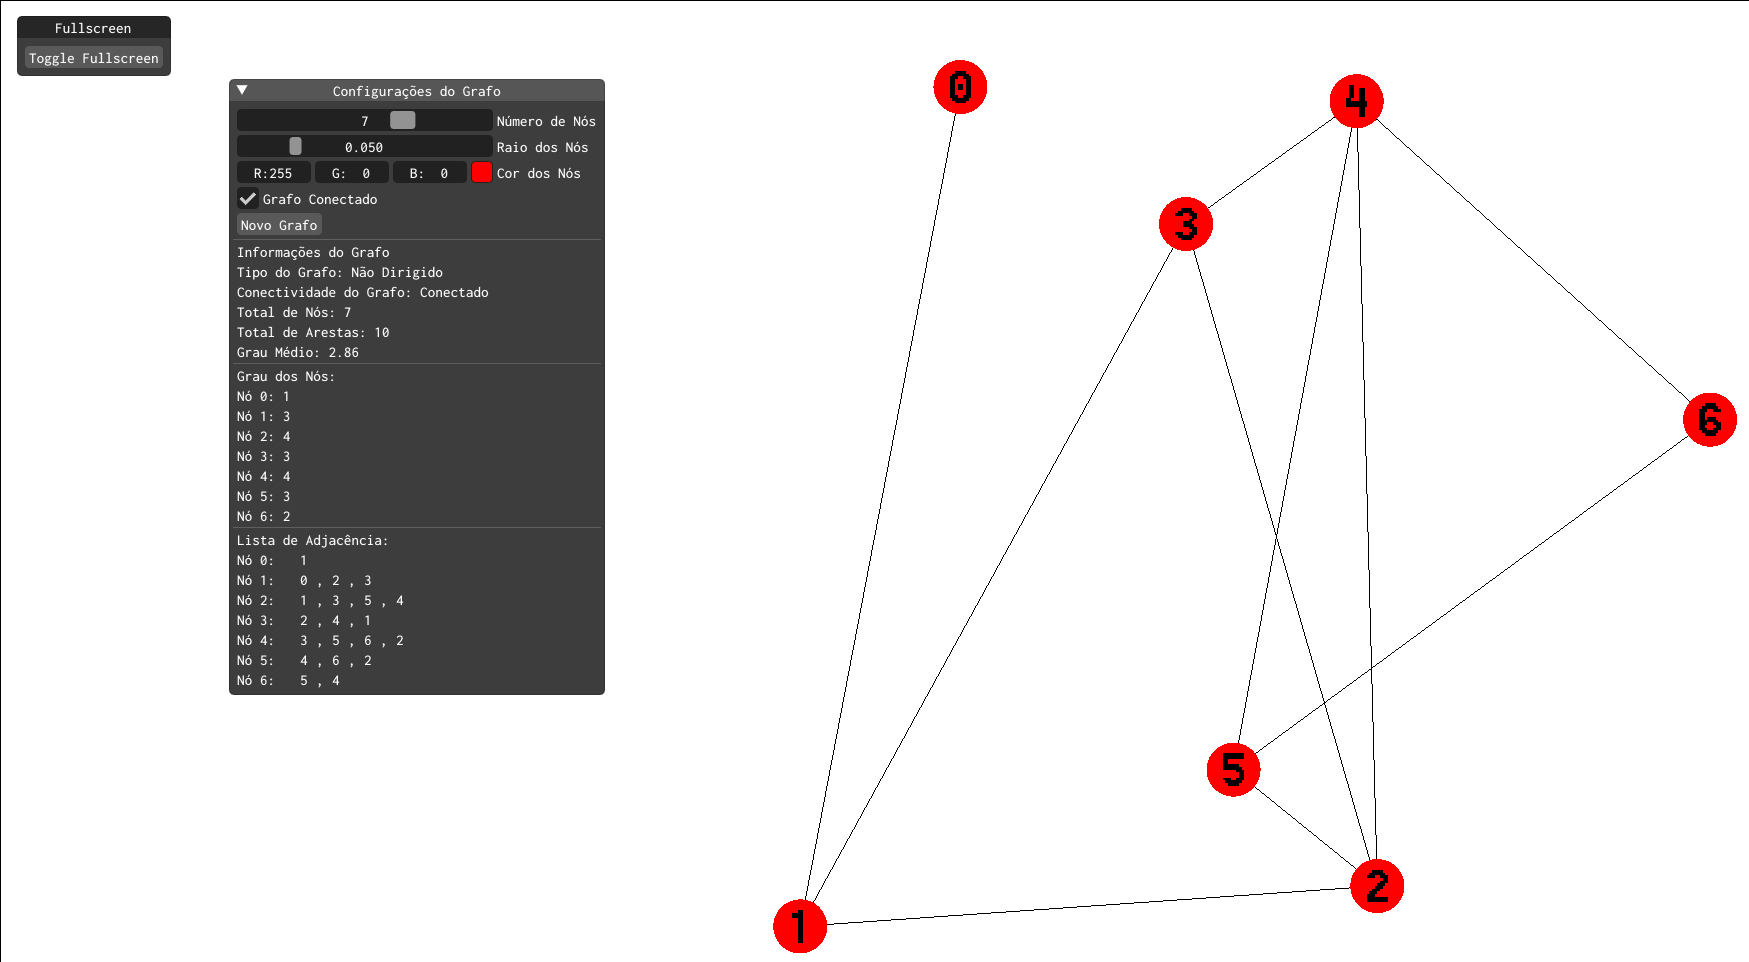 Fullscreen
Toggle Fullscreen
Configurações do Grafo
7 Número de Nós
0.050 Raio dos Nós
R:255 G: 0 B: 0 Cor dos Nós
Grafo Conectado
Novo Grafo
Informações do Grafo
Tipo do Grafo: Não Dirigido
Conectividade do Grafo: Conectado
Total de Nós: 7
Total de Arestas: 10
Grau Médio: 2.86
Grau dos Nós:
Nó 0: 1
Nó 1: 3
Nó 2: 4
Nó 3: 3
Nó 4: 4
Nó 5: 3
Nó 6: 2
Lista de Adjacência:
Nó 0: 1
Nó 1: 0 , 2 , 3
Nó 2: 1 , 3 , 5 , 4
Nó 3: 2 , 4 , 1
Nó 4: 3 , 5 , 6 , 2
Nó 5: 4 , 6 , 2
Nó 6: 5 , 4
0
4
3
6
5
2
1